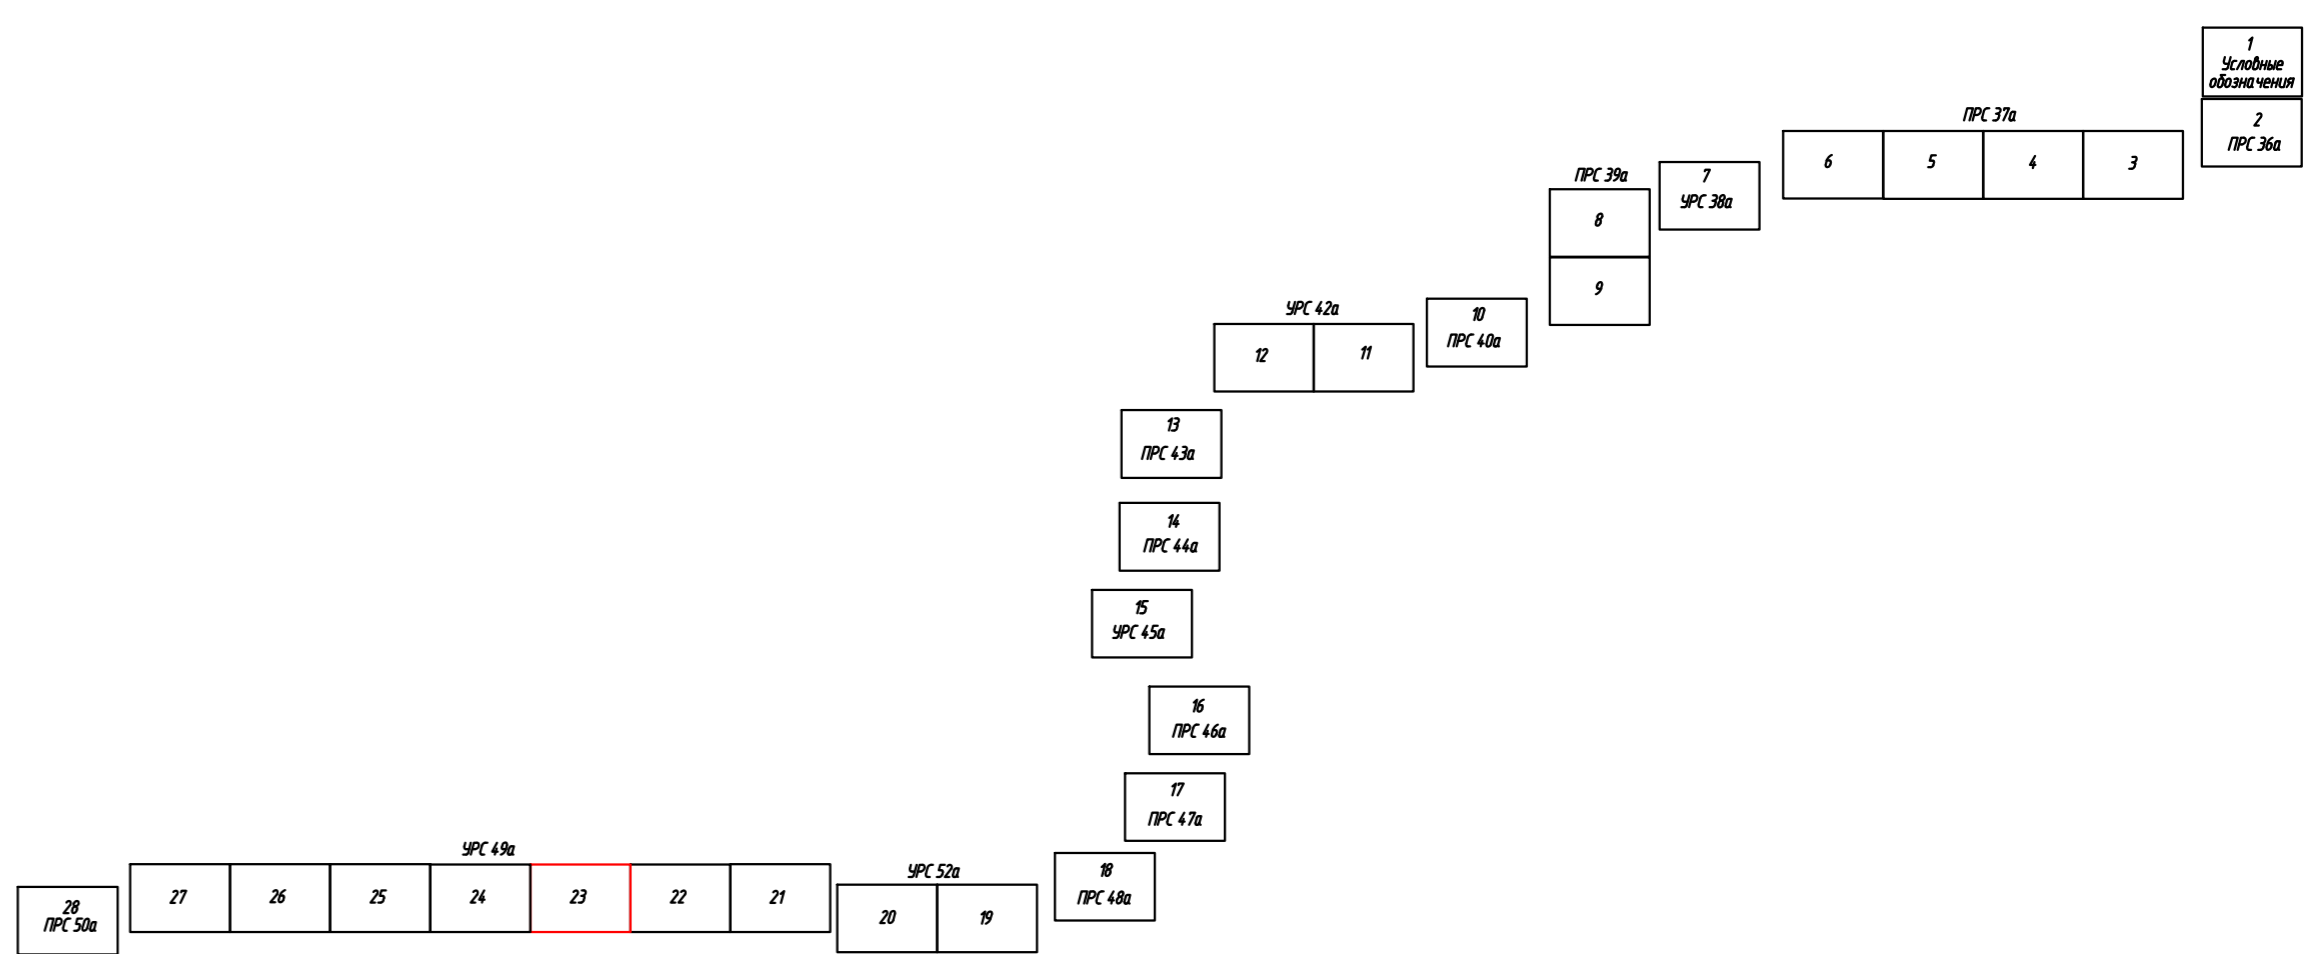 1
Условные
обозначения
2
ПРС 36а
ПРС 37а
6 5 4 3
7
УРС 38а
ПРС 39а
8
9
10
ПРС 40а
УРС 42а
12 11
13
ПРС 43а
14
ПРС 44а
15
УРС 45а
16
ПРС 46а
17
ПРС 47а
18
ПРС 48а
УРС 52а
20 19
УРС 49а
27 26 25 24 23 22 21
28
ПРС 50а